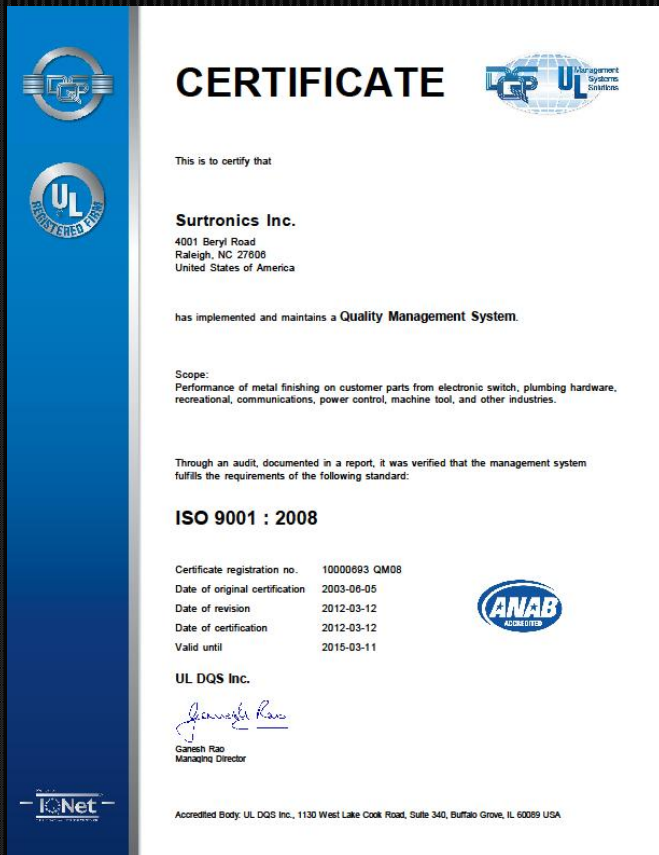 CERTIFICATE
DQS
UL
Management
Systems
Solutions
DQS
UL
REGISTERED FIRM
This is to certify that
Surtronics Inc.
4001 Beryl Road
Raleigh, NC 27606
United States of America
has implemented and maintains a Quality Management System.
Scope:
Performance of metal finishing on customer parts from electronic switch, plumbing hardware,
recreational, communications, power control, machine tool, and other industries.
Through an audit, documented in a report, it was verified that the management system
fulfills the requirements of the following standard:
ISO 9001 : 2008
Certificate registration no. 10000693 QM08
Date of original certification 2003-06-05
Date of revision 2012-03-12
Date of certification 2012-03-12
Valid until 2015-03-11
ANAB
ACCREDITED
UL DQS Inc.
Ganesh Rao
Managing Director
IQNet
Accredited Body: UL DQS Inc., 1130 West Lake Cook Road, Suite 340, Buffalo Grove, IL 60089 USA